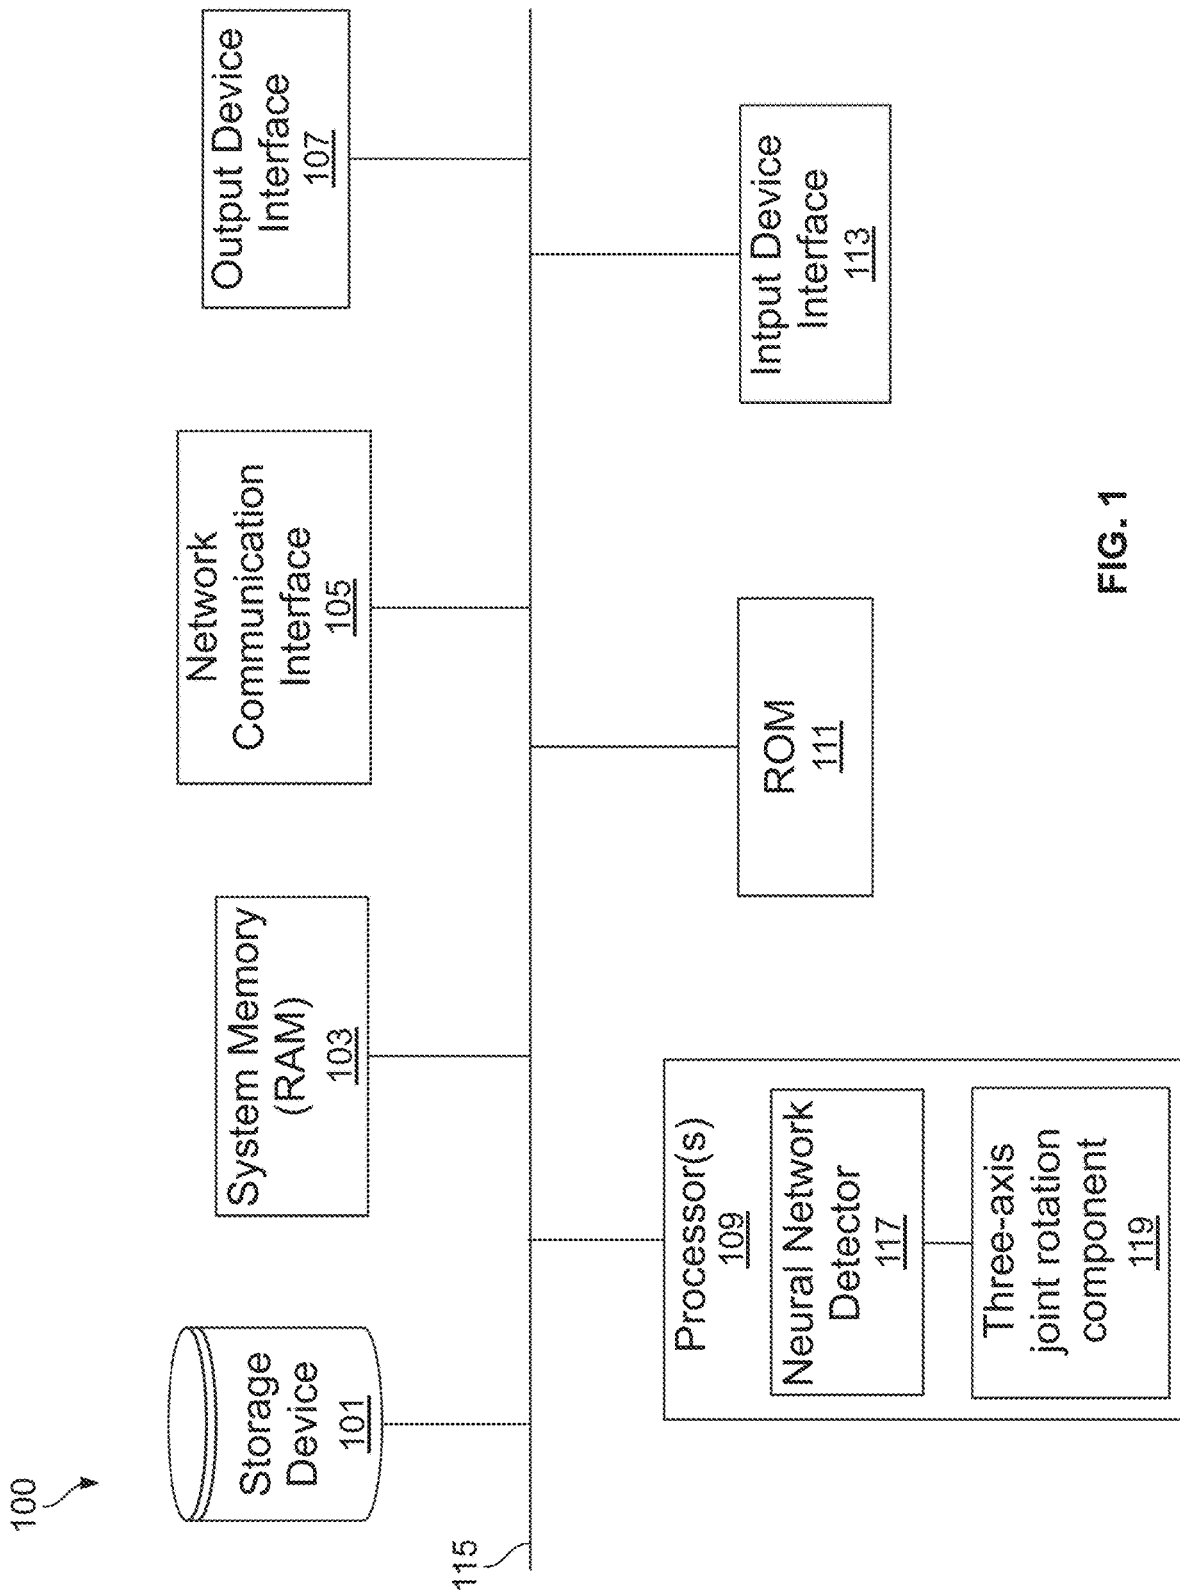 100
Storage
Device
101
System Memory
(RAM)
103
Network
Communication
Interface
105
Output Device
Interface
107
115
Processor(s)
109
Neural Network
Detector
117
Three-axis
joint rotation
component
119
ROM
111
Intput Device
Interface
113
FIG. 1